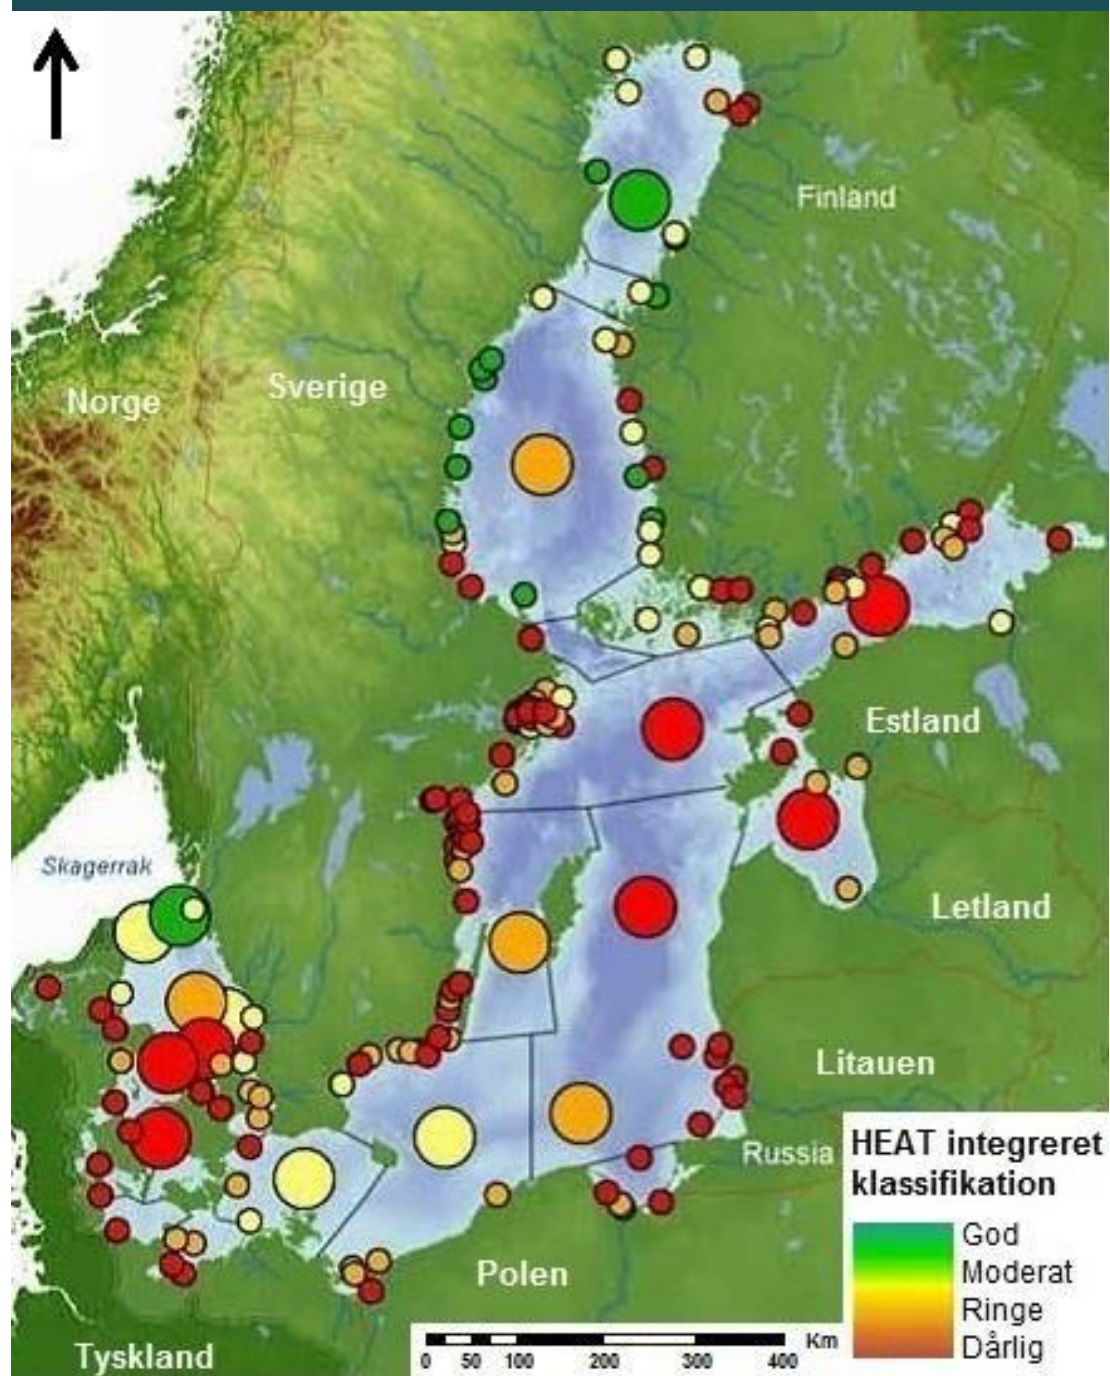 Finland
Norge
Sverige
Estland
Skagerrak
Letland
Litauen
Russia
HEAT integreret
klassifikation
God
Moderat
Ringe
Dårlig
Polen
Km
0 50 100 200 300 400
Tyskland